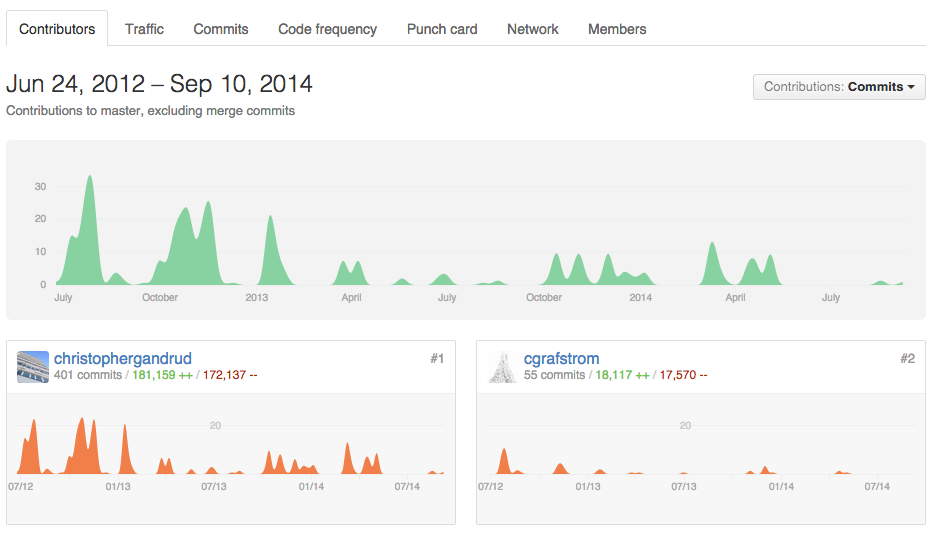 Contributors Traffic Commits Code frequency Punch card Network Members
Jun 24, 2012 – Sep 10, 2014
Contributions: Commits
Contributions to master, excluding merge commits
30
20
10
0
July October 2013 April July October 2014 April July
christophergandrud #1
401 commits / 181,159 ++ / 172,137 --
20
07/12 01/13 07/13 01/14 07/14
cgrafstrom #2
55 commits / 18,117 ++ / 17,570 --
20
07/12 01/13 07/13 01/14 07/14